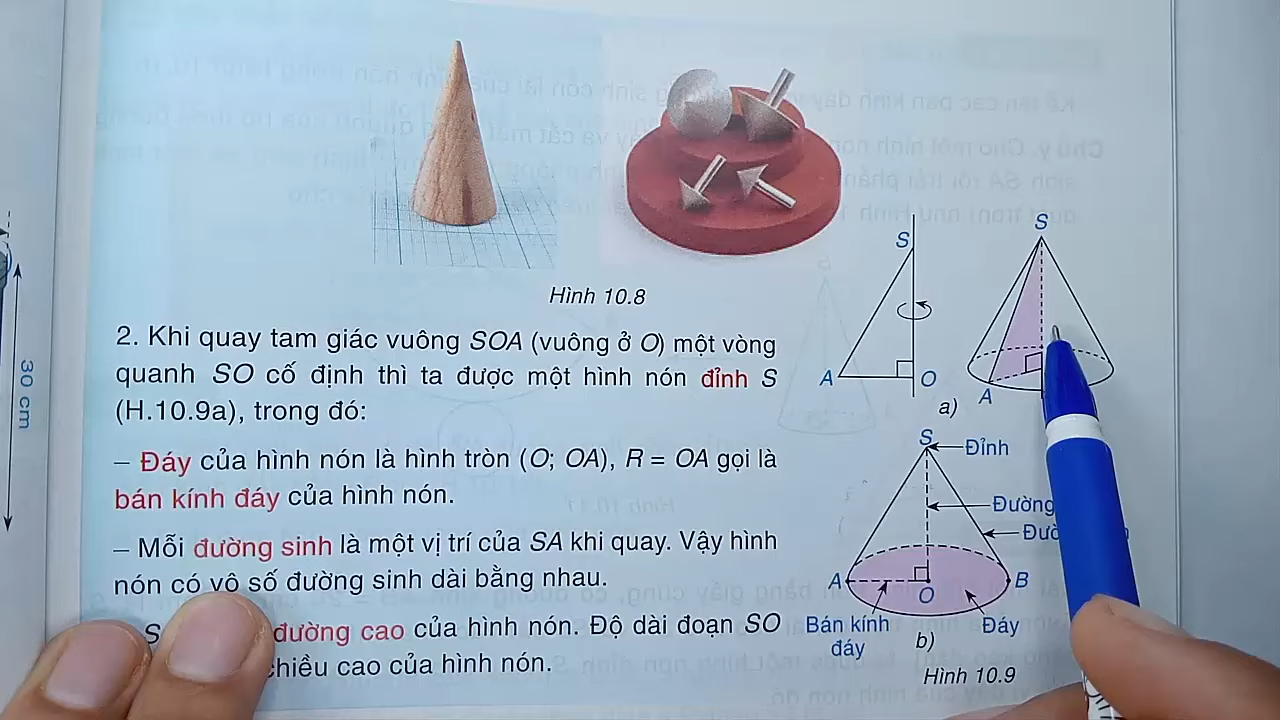 Hình 10.8
2. Khi quay tam giác vuông SOA (vuông ở O) một vòng
quanh SO cố định thì ta được một hình nón đỉnh S
(H.10.9a), trong đó:
– Đáy của hình nón là hình tròn (O; OA), R = OA gọi là
bán kính đáy của hình nón.
– Mỗi đường sinh là một vị trí của SA khi quay. Vậy hình
nón có vô số đường sinh dài bằng nhau.
đường cao của hình nón. Độ dài đoạn SO
chiều cao của hình nón.
S
A
O
S
A
a)
S
Đỉnh
Đường
A
B
O
Bán kính
đáy
Đáy
b)
Hình 10.9
30 cm